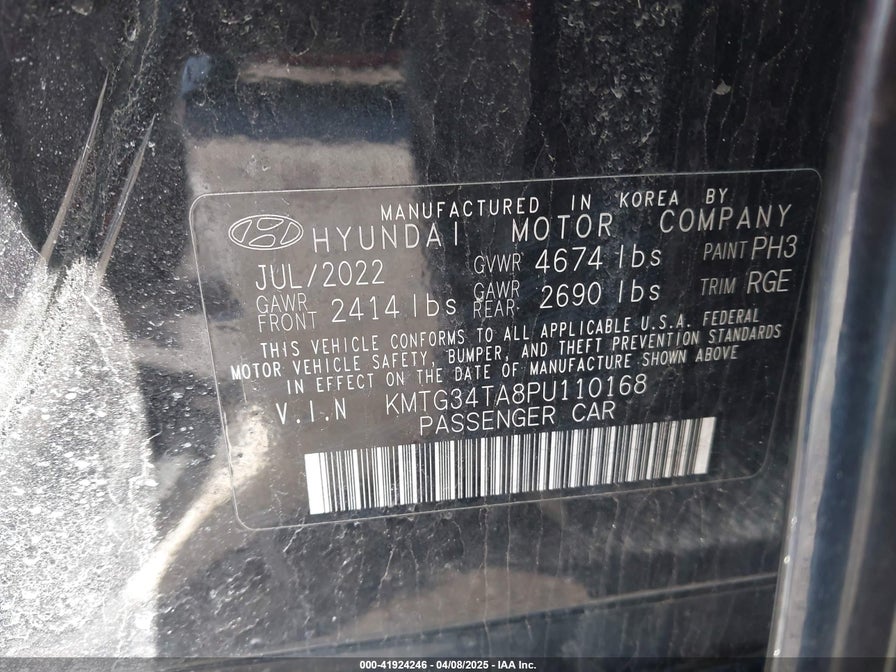 MANUFACTURED IN KOREA BY
HYUNDAI MOTOR COMPANY
JUL/2022 GVWR 4674 lbs PAINT PH3
GAWR FRONT 2414 lbs GAWR REAR: 2690 lbs TRIM RGE
THIS VEHICLE CONFORMS TO ALL APPLICABLE U.S.A. FEDERAL
MOTOR VEHICLE SAFETY, BUMPER, AND THEFT PREVENTION STANDARDS
IN EFFECT ON THE DATE OF MANUFACTURE SHOWN ABOVE
V.I.N KMTG34TA8PU110168
PASSENGER CAR
000-41924246 - 04/08/2025 - IAA Inc.